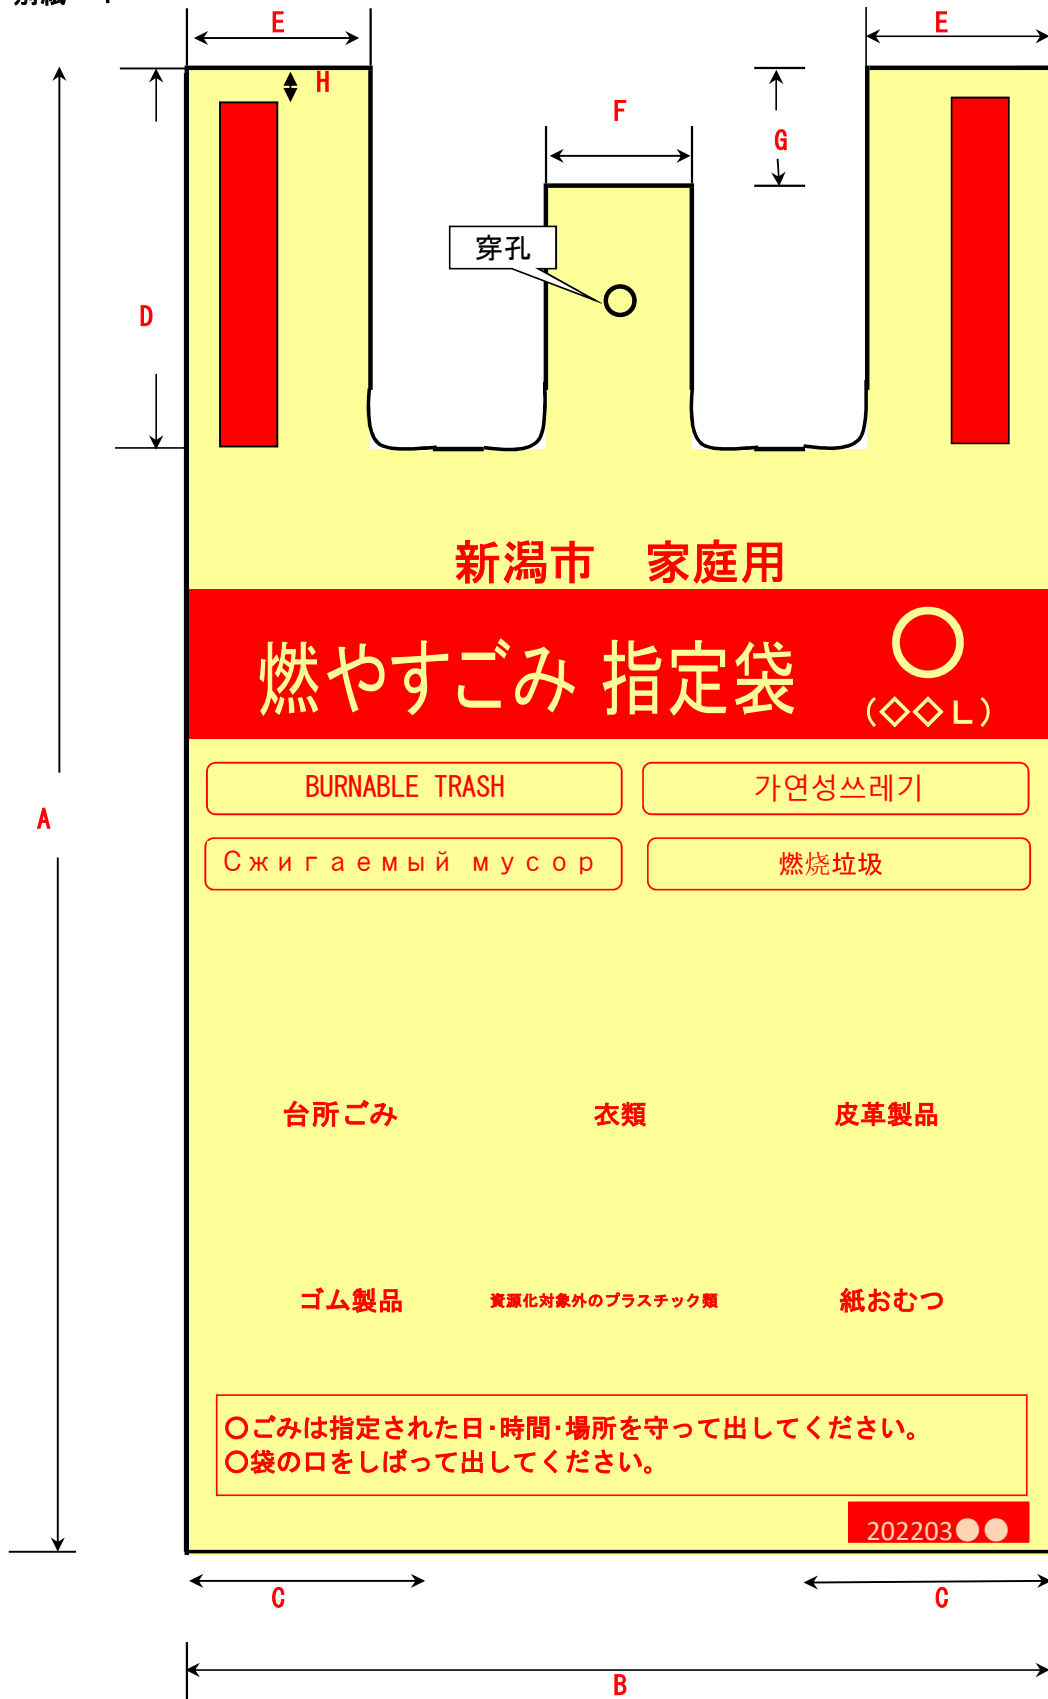 E
E
H
F
G
穿孔
D
新潟市　家庭用
燃やすごみ 指定袋
(◇◇L)
BURNABLE TRASH
가연성쓰레기
Сжигаемый мусор
燃烧垃圾
A
台所ごみ
衣類
皮革製品
ゴム製品
資源化対象外のプラスチック類
紙おむつ
○ごみは指定された日・時間・場所を守って出してください。
○袋の口をしばって出してください。
202203●●
C
C
B